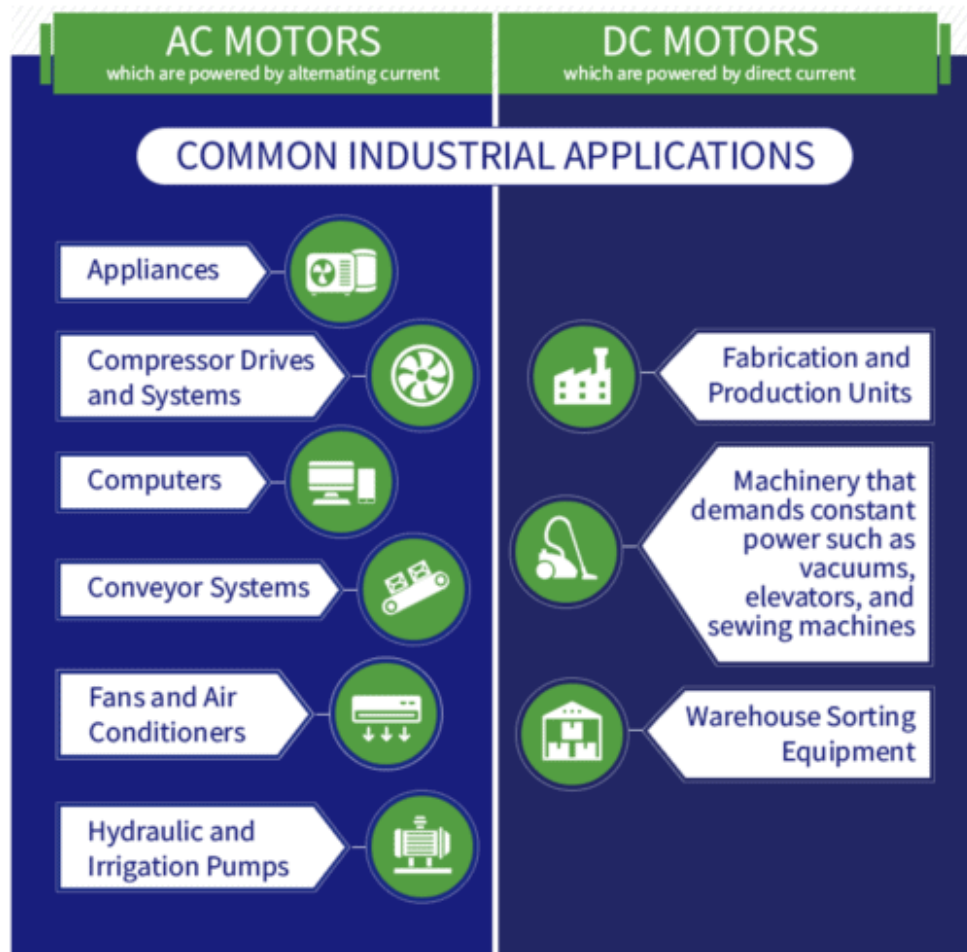 AC MOTORS
which are powered by alternating current
DC MOTORS
which are powered by direct current
COMMON INDUSTRIAL APPLICATIONS
Appliances
Compressor Drives
and Systems
Computers
Conveyor Systems
Fans and Air
Conditioners
Hydraulic and
Irrigation Pumps
Fabrication and
Production Units
Machinery that
demands constant
power such as
vacuums,
elevators, and
sewing machines
Warehouse Sorting
Equipment